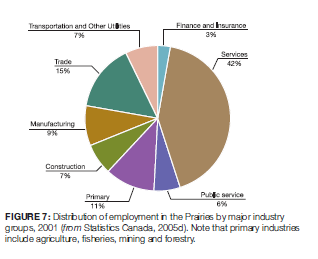 Transportation and Other Utilities
7%
Finance and Insurance
3%
Services
42%
Trade
15%
Manufacturing
9%
Construction
7%
Primary
11%
Public service
6%
FIGURE 7: Distribution of employment in the Prairies by major industry
groups, 2001 (from Statistics Canada, 2005d). Note that primary industries
include agriculture, fisheries, mining and forestry.